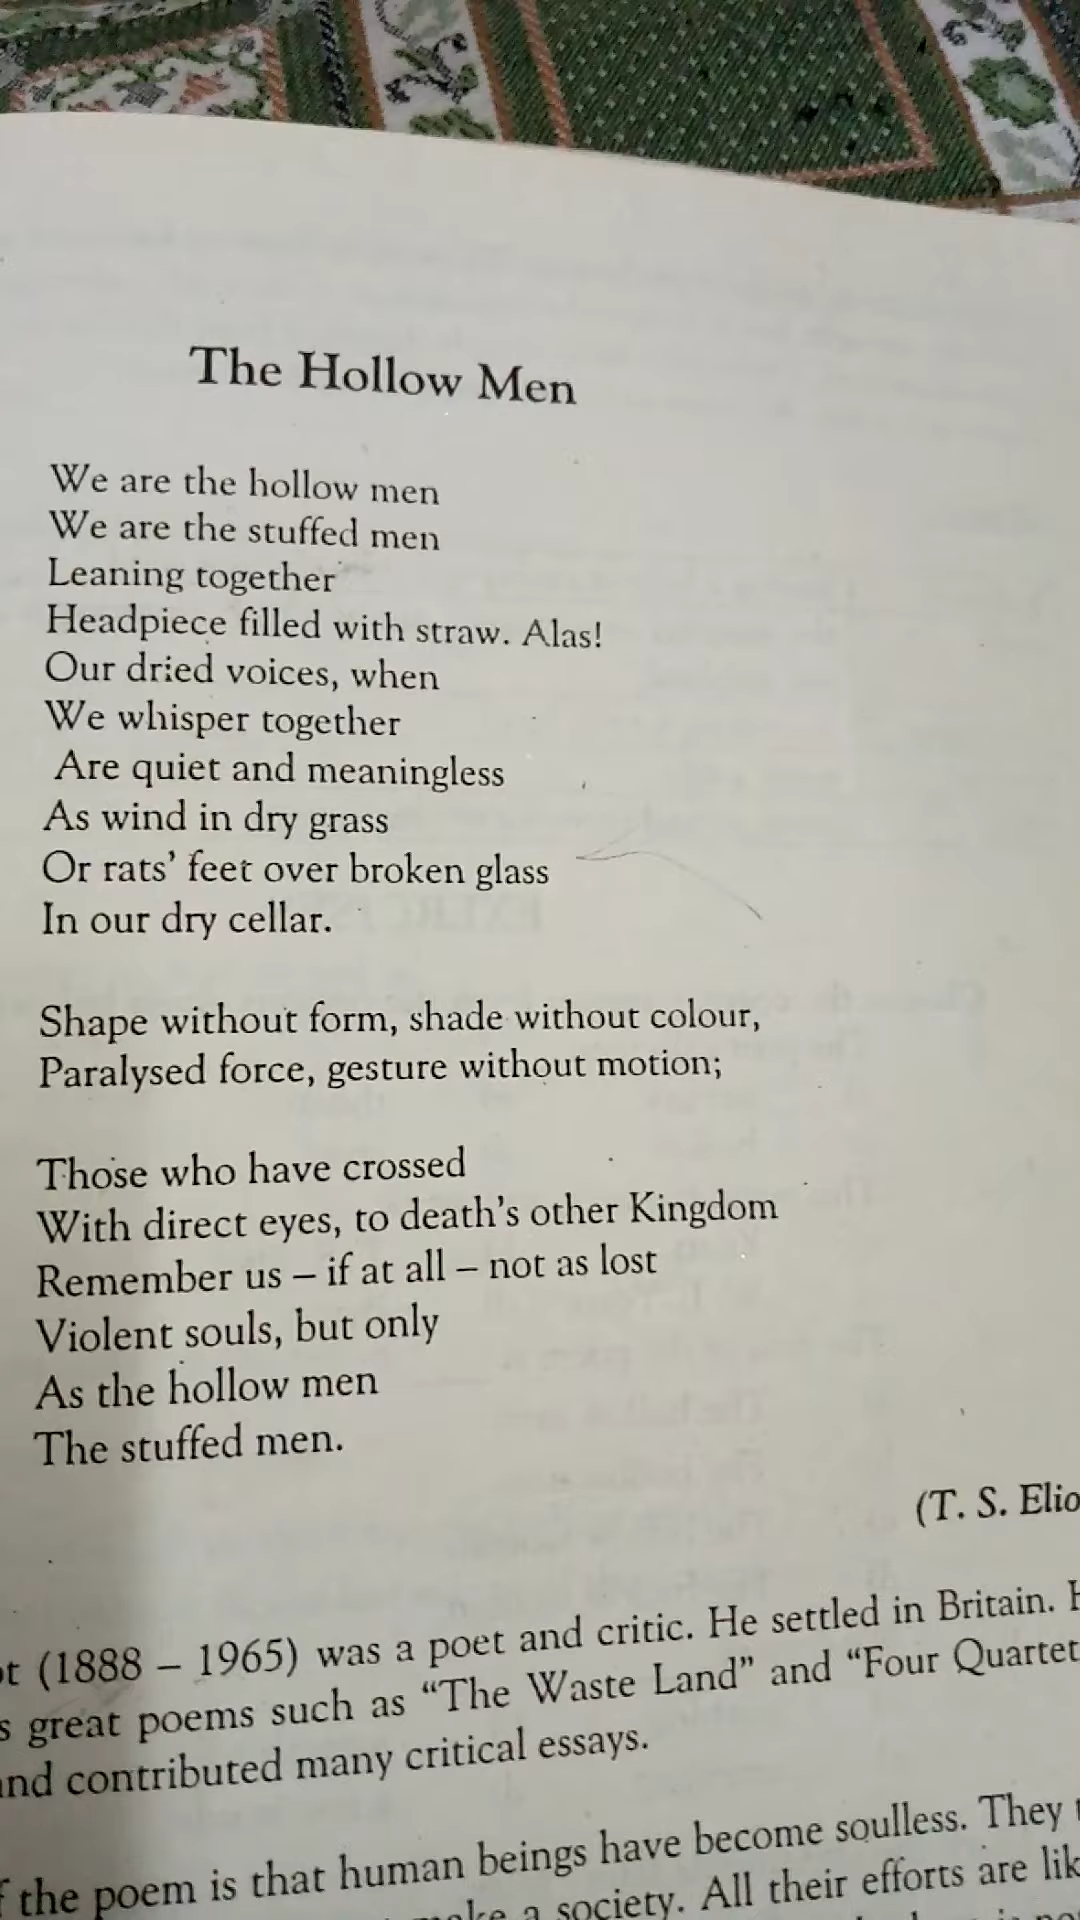 The Hollow Men
We are the hollow men
We are the stuffed men
Leaning together
Headpiece filled with straw. Alas!
Our dried voices, when
We whisper together
Are quiet and meaningless
As wind in dry grass
Or rats' feet over broken glass
In our dry cellar.
Shape without form, shade without colour,
Paralysed force, gesture without motion;
Those who have crossed
With direct eyes, to death's other Kingdom
Remember us – if at all – not as lost
Violent souls, but only
As the hollow men
The stuffed men.
(T. S. Elio
t (1888 – 1965) was a poet and critic. He settled in Britain. H
s great poems such as "The Waste Land" and "Four Quartet
and contributed many critical essays.
f the poem is that human beings have become soulless. They
a society. All their efforts are lik